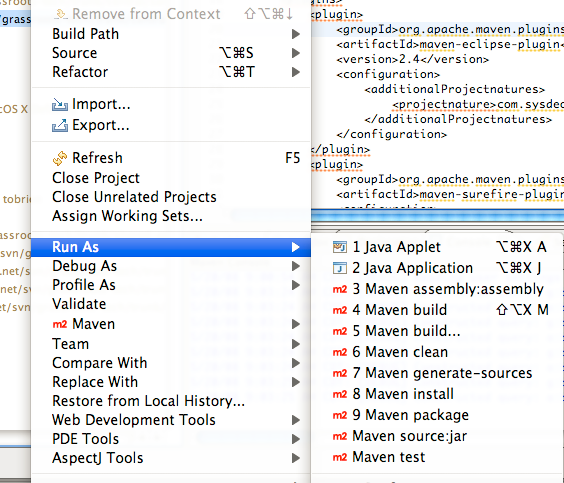 ssroot
/grass
OS X
tobri
assroo
svn/g
.net/s
net/sv
et/svn
Remove from Context ⇧⌥⌘↓
Build Path
Source ⌥⌘S
Refactor ⌥⌘T
Import...
Export...
Refresh F5
Close Project
Close Unrelated Projects
Assign Working Sets...
Run As
Debug As
Profile As
Validate
m2 Maven
Team
Compare With
Replace With
Restore from Local History...
Web Development Tools
PDE Tools
AspectJ Tools
<plugin>
<groupId>org.apache.maven.plugins
<artifactId>maven-eclipse-plugin<
<version>2.4</version>
<configuration>
<additionalProjectnatures>
<projectnature>com.sysdeo
</additionalProjectnatures>
</configuration>
</plugin>
<plugin>
<groupId>org.apache.maven.plugins
<artifactId>maven-surefire-plugin
<configuration>
1 Java Applet ⌥⌘X A
2 Java Application ⌥⌘X J
m2 3 Maven assembly:assembly
m2 4 Maven build ⇧⌥X M
m2 5 Maven build...
m2 6 Maven clean
m2 7 Maven generate-sources
m2 8 Maven install
m2 9 Maven package
m2 Maven source:jar
m2 Maven test